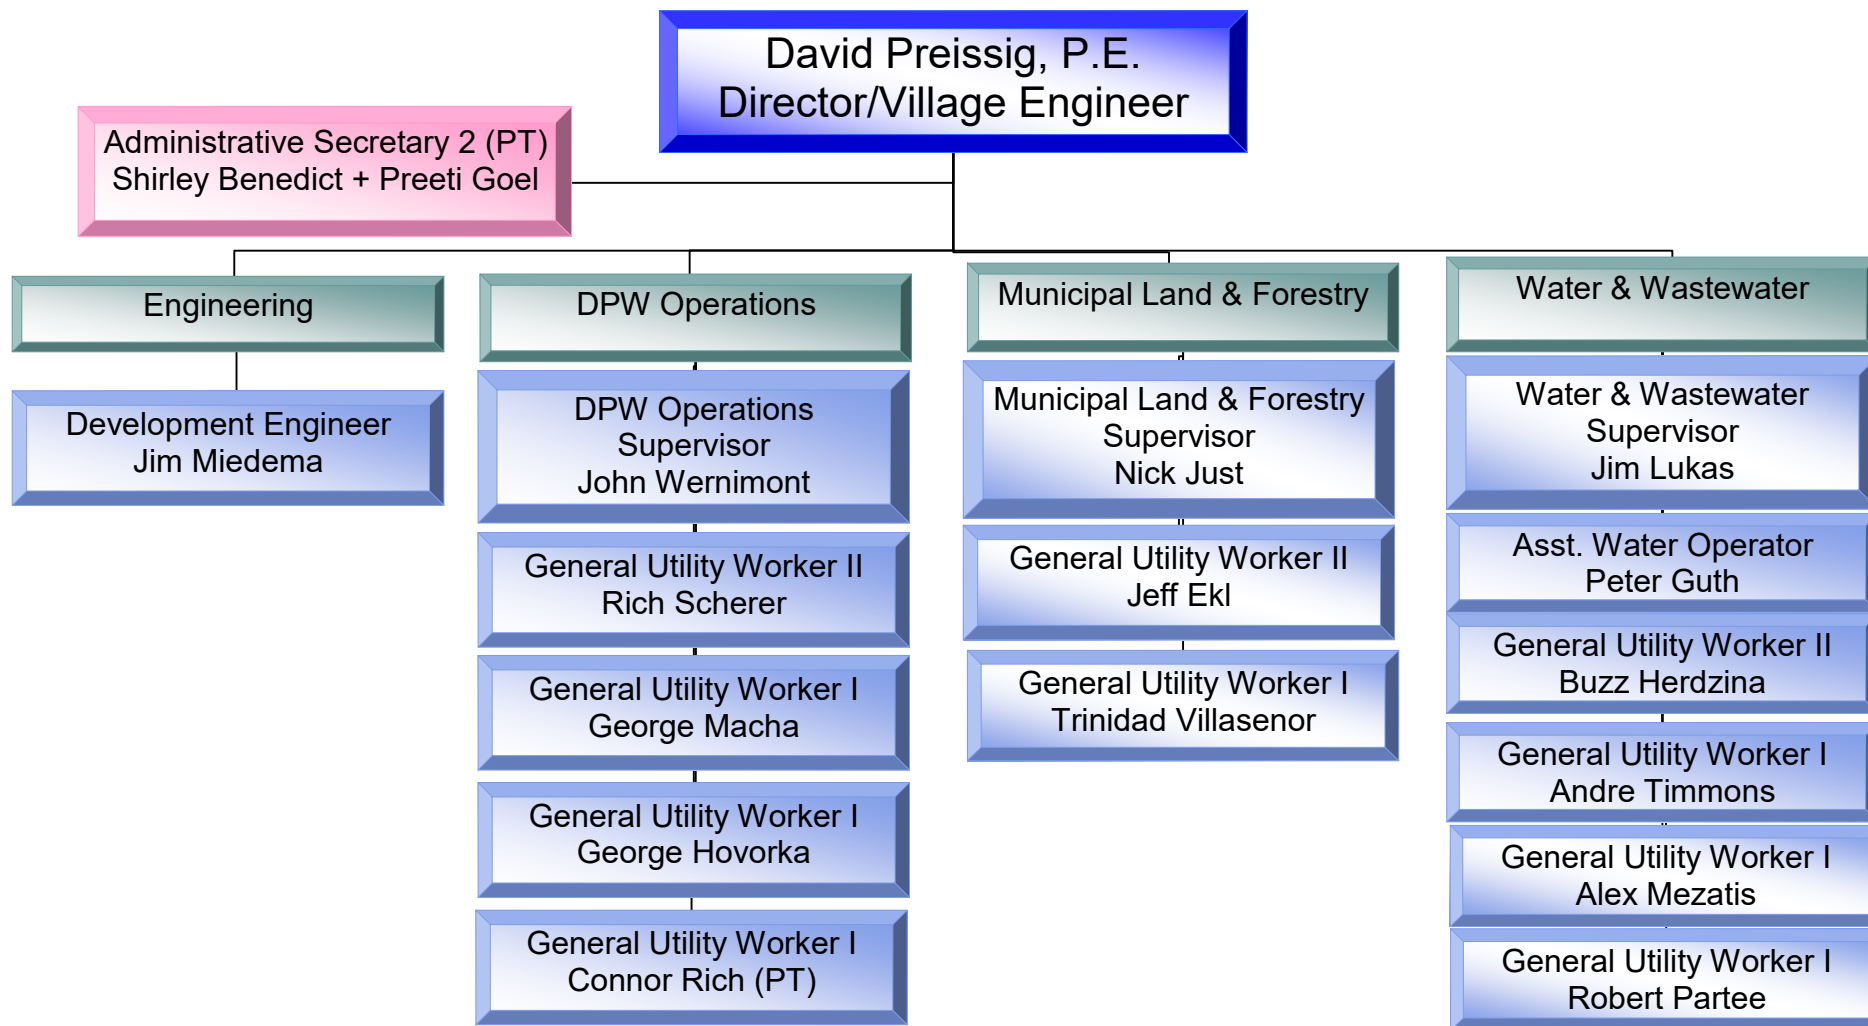 David Preissig, P.E.
Director/Village Engineer
Administrative Secretary 2 (PT)
Shirley Benedict + Preeti Goel
Engineering
Development Engineer
Jim Miedema
DPW Operations
DPW Operations
Supervisor
John Wernimont
General Utility Worker II
Rich Scherer
General Utility Worker I
George Macha
General Utility Worker I
George Hovorka
General Utility Worker I
Connor Rich (PT)
Municipal Land & Forestry
Municipal Land & Forestry
Supervisor
Nick Just
General Utility Worker II
Jeff Ekl
General Utility Worker I
Trinidad Villasenor
Water & Wastewater
Water & Wastewater
Supervisor
Jim Lukas
Asst. Water Operator
Peter Guth
General Utility Worker II
Buzz Herdzina
General Utility Worker I
Andre Timmons
General Utility Worker I
Alex Mezatis
General Utility Worker I
Robert Partee